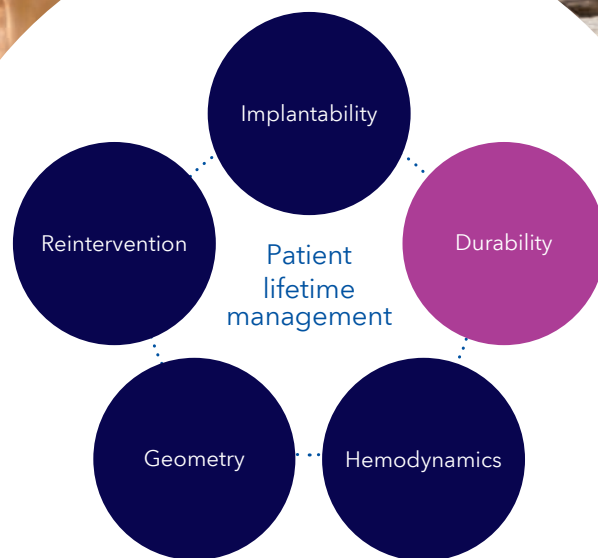 Implantability
Reintervention
Durability
Patient
lifetime
management
Geometry
Hemodynamics